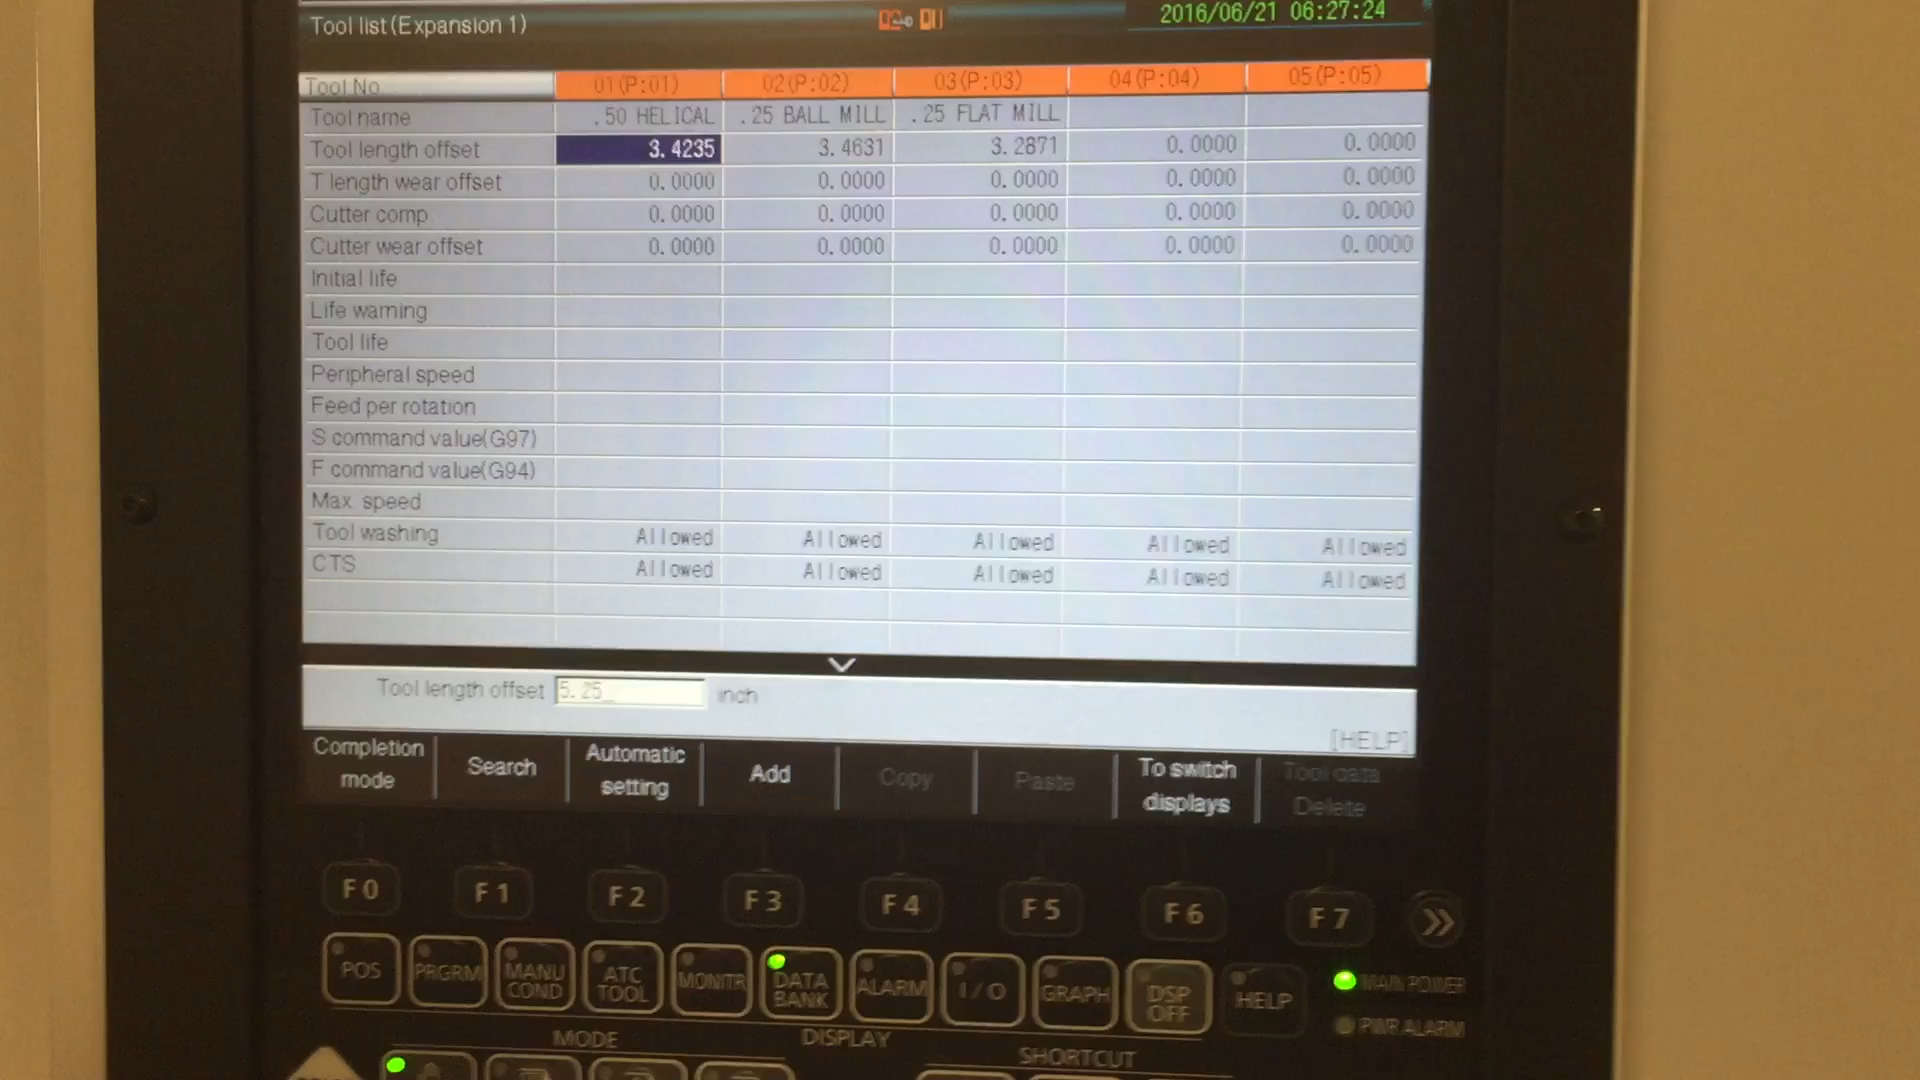 Tool list(Expansion 1)
2016/06/21 06:27:24
Tool No. 01(P:01) 02(P:02) 03(P:03) 04(P:04) 05(P:05)
Tool name .50 HELICAL .25 BALL MILL .25 FLAT MILL
Tool length offset 3.4235 3.4631 3.2871 0.0000 0.0000
T length wear offset 0.0000 0.0000 0.0000 0.0000 0.0000
Cutter comp 0.0000 0.0000 0.0000 0.0000 0.0000
Cutter wear offset 0.0000 0.0000 0.0000 0.0000 0.0000
Initial life
Life warning
Tool life
Peripheral speed
Feed per rotation
S command value(G97)
F command value(G94)
Max. speed
Tool washing Allowed Allowed Allowed Allowed Allowed
CTS Allowed Allowed Allowed Allowed Allowed
Tool length offset 5.25_ inch
[HELP]
Completion mode
Search
Automatic setting
Add
Copy
Paste
To switch displays
Tool data Delete
F0 F1 F2 F3 F4 F5 F6 F7
POS PRGRM MANU COND ATC TOOL MONITR DATA BANK ALARM I/O GRAPH DSP OFF HELP
MAIN POWER
PWR ALARM
MODE DISPLAY SHORTCUT